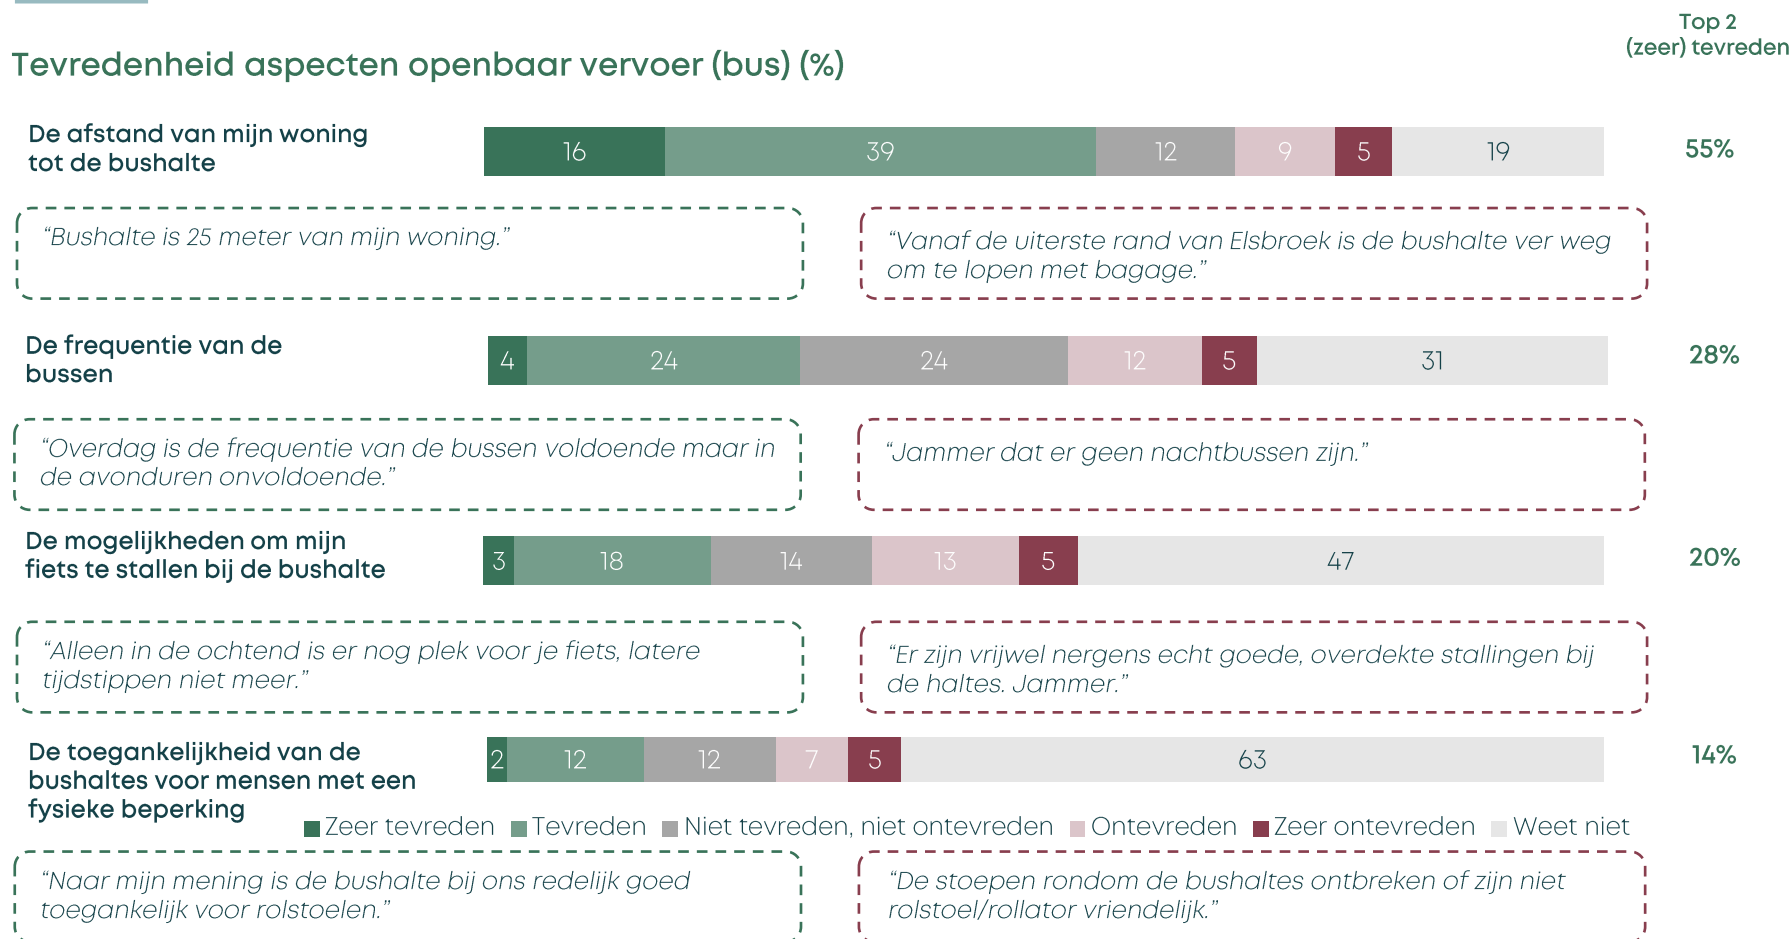 Top 2
(zeer) tevreden
Tevredenheid aspecten openbaar vervoer (bus) (%)
De afstand van mijn woning
tot de bushalte
16 39 12 9 5 19
55%
“Bushalte is 25 meter van mijn woning.”
“Vanaf de uiterste rand van Elsbroek is de bushalte ver weg
om te lopen met bagage.”
De frequentie van de
bussen
4 24 24 12 5 31
28%
“Overdag is de frequentie van de bussen voldoende maar in
de avonduren onvoldoende.”
“Jammer dat er geen nachtbussen zijn.”
De mogelijkheden om mijn
fiets te stallen bij de bushalte
3 18 14 13 5 47
20%
“Alleen in de ochtend is er nog plek voor je fiets, latere
tijdstippen niet meer.”
“Er zijn vrijwel nergens echt goede, overdekte stallingen bij
de haltes. Jammer.”
De toegankelijkheid van de
bushaltes voor mensen met een
fysieke beperking
2 12 12 7 5 63
14%
Zeer tevreden Tevreden Niet tevreden, niet ontevreden Ontevreden Zeer ontevreden Weet niet
“Naar mijn mening is de bushalte bij ons redelijk goed
toegankelijk voor rolstoelen.”
“De stoepen rondom de bushaltes ontbreken of zijn niet
rolstoel/rollator vriendelijk.”